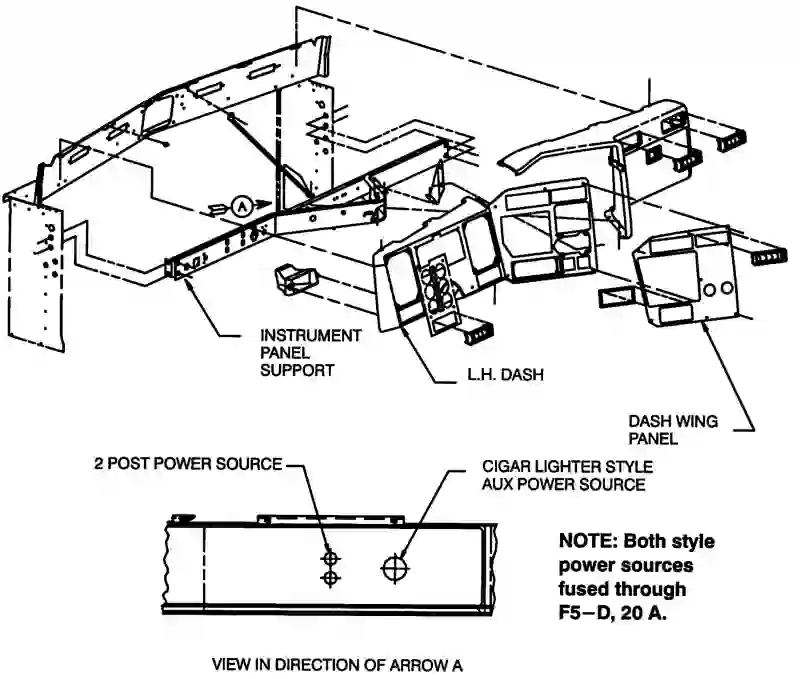 A
INSTRUMENT
PANEL
SUPPORT
L.H. DASH
DASH WING
PANEL
2 POST POWER SOURCE
CIGAR LIGHTER STYLE
AUX POWER SOURCE
NOTE: Both style
power sources
fused through
F5–D, 20 A.
VIEW IN DIRECTION OF ARROW A